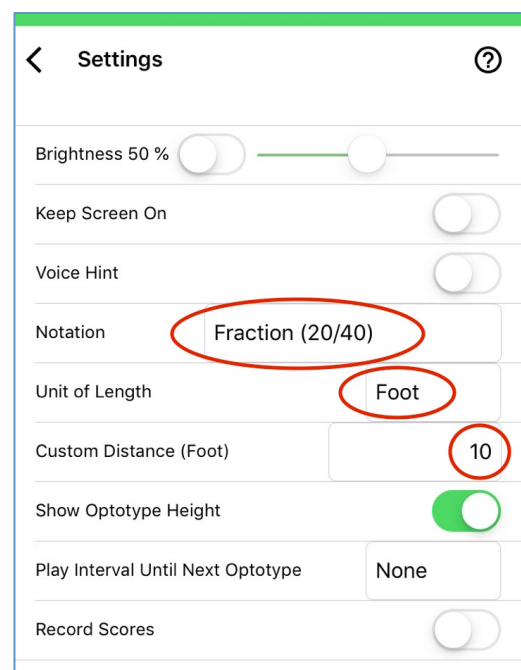 Settings
Brightness 50 %
Keep Screen On
Voice Hint
Notation Fraction (20/40)
Unit of Length Foot
Custom Distance (Foot) 10
Show Optotype Height
Play Interval Until Next Optotype None
Record Scores